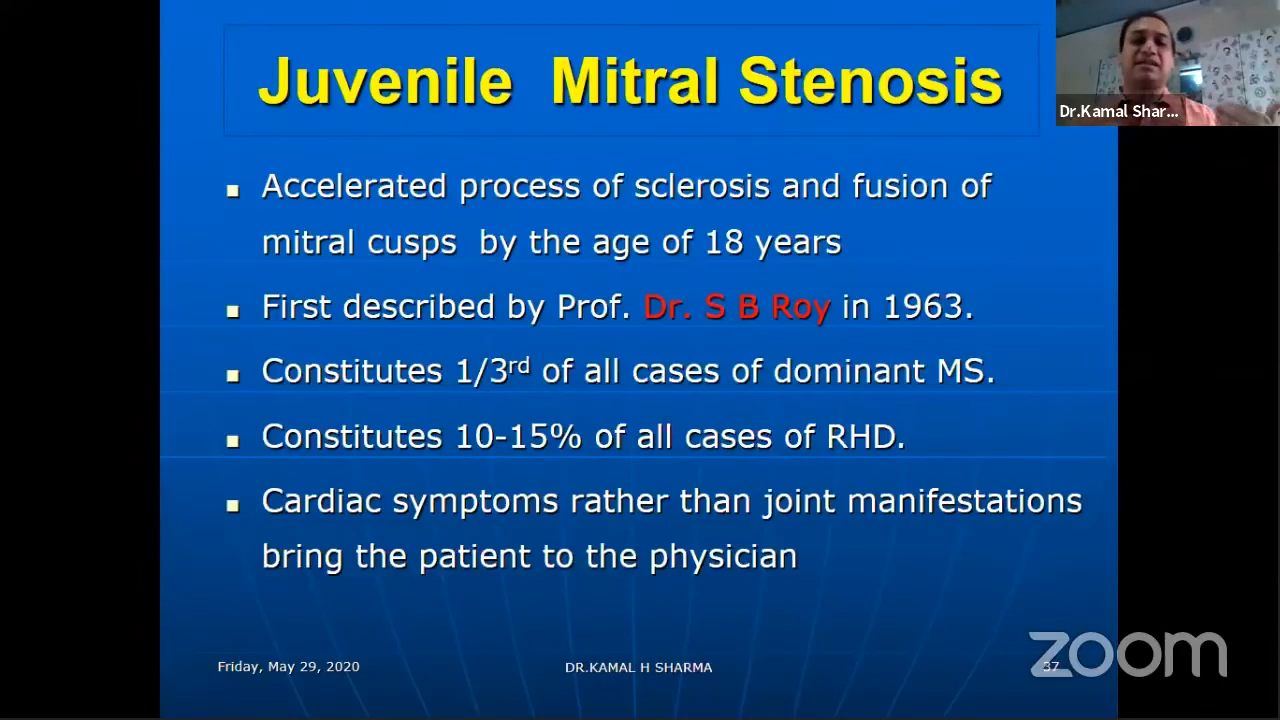 Juvenile Mitral Stenosis
Dr.Kamal Shar...
▪ Accelerated process of sclerosis and fusion of
mitral cusps by the age of 18 years
▪ First described by Prof. Dr. S B Roy in 1963.
▪ Constitutes 1/3rd of all cases of dominant MS.
▪ Constitutes 10-15% of all cases of RHD.
▪ Cardiac symptoms rather than joint manifestations
bring the patient to the physician
Friday, May 29, 2020
DR.KAMAL H SHARMA
37
zoom